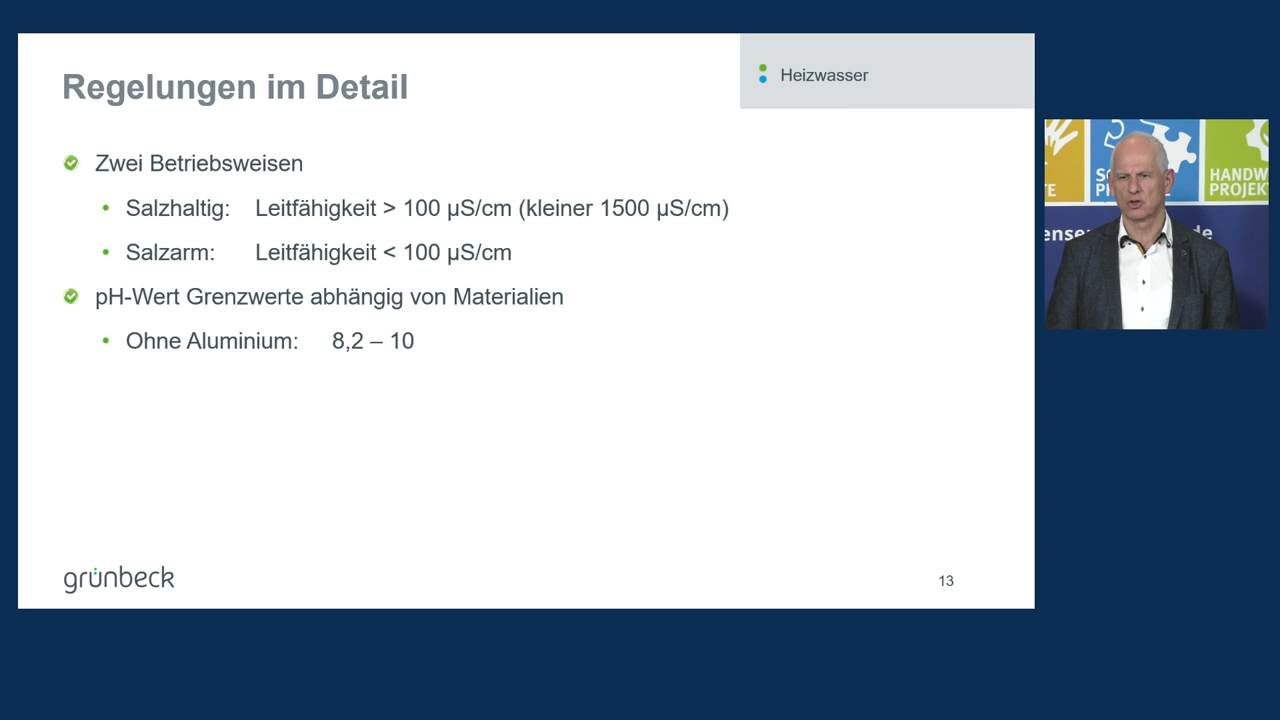 Regelungen im Detail
Heizwasser
Zwei Betriebsweisen
Salzhaltig: Leitfähigkeit > 100 µS/cm (kleiner 1500 µS/cm)
Salzarm: Leitfähigkeit < 100 µS/cm
pH-Wert Grenzwerte abhängig von Materialien
Ohne Aluminium: 8,2 – 10
grünbeck
13
HANDW
PROJEKT